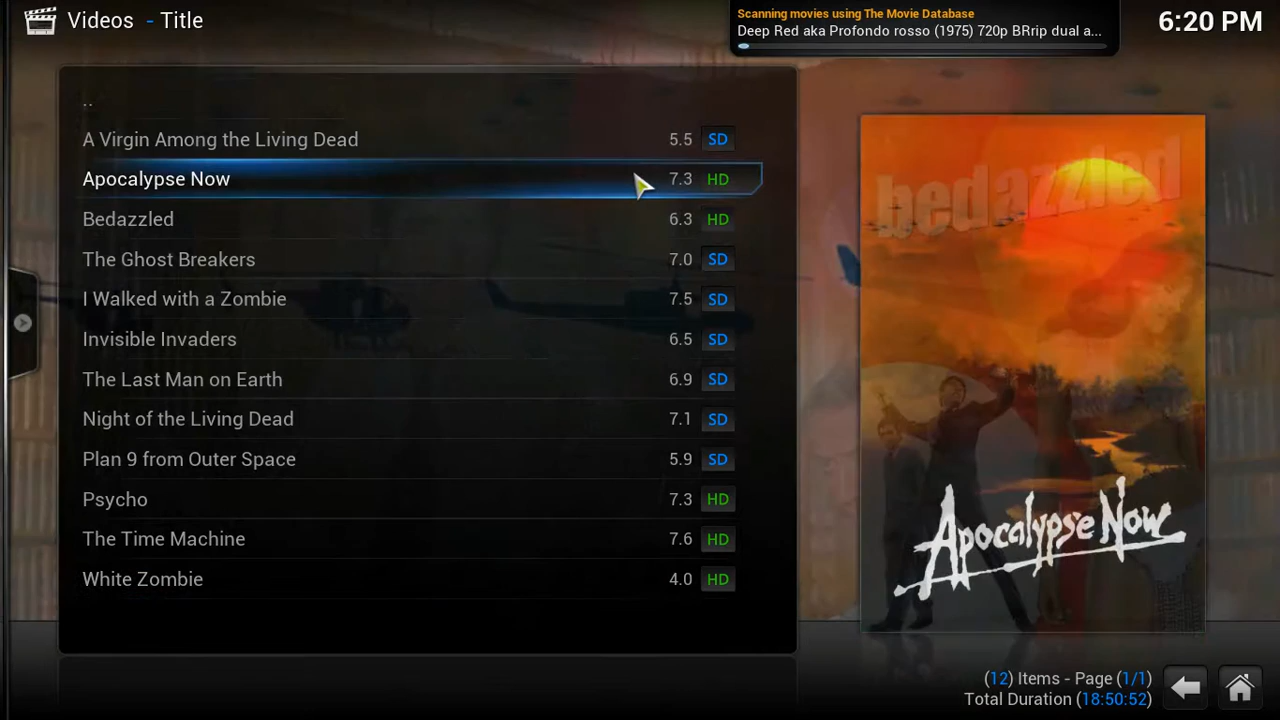 Videos - Title
Scanning movies using The Movie Database
Deep Red aka Profondo rosso (1975) 720p BRrip dual a...
6:20 PM
..
A Virgin Among the Living Dead 5.5 SD
Apocalypse Now 7.3 HD
Bedazzled 6.3 HD
The Ghost Breakers 7.0 SD
I Walked with a Zombie 7.5 SD
Invisible Invaders 6.5 SD
The Last Man on Earth 6.9 SD
Night of the Living Dead 7.1 SD
Plan 9 from Outer Space 5.9 SD
Psycho 7.3 HD
The Time Machine 7.6 HD
White Zombie 4.0 HD
bedazzled
Apocalypse Now
(12) Items - Page (1/1)
Total Duration (18:50:52)